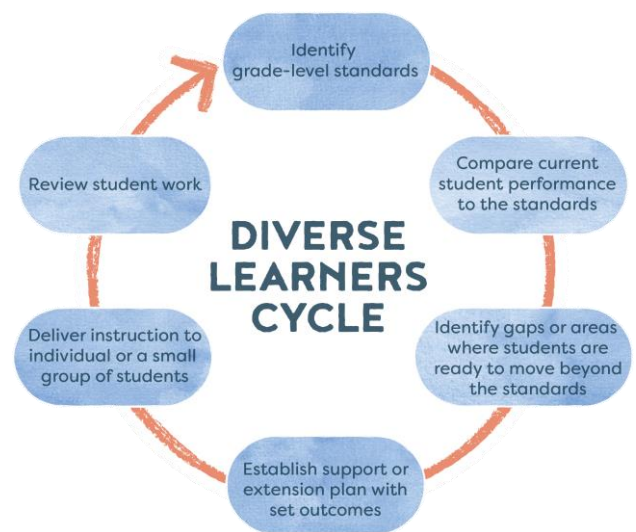 Identify
grade-level standards
Compare current
student performance
to the standards
Identify gaps or areas
where students are
ready to move beyond
the standards
Establish support or
extension plan with
set outcomes
Deliver instruction to
individual or a small
group of students
Review student work
DIVERSE
LEARNERS
CYCLE